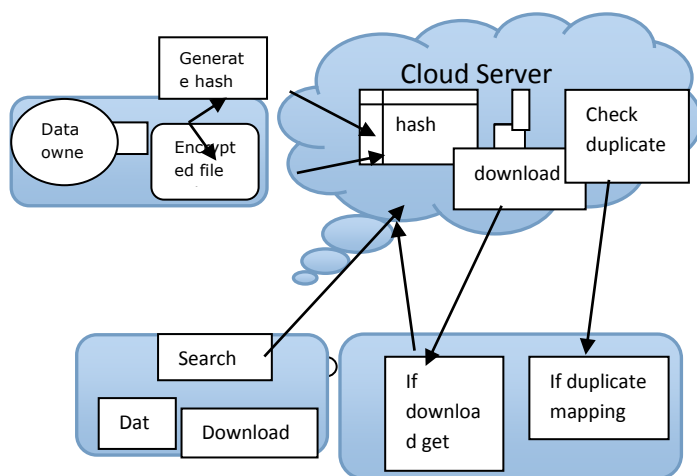 Generat
e hash
Cloud Server
Data
owne
Encrypt
ed file
hash
download
Check
duplicate
Search
Dat
Download
If
downloa
d get
If duplicate
mapping